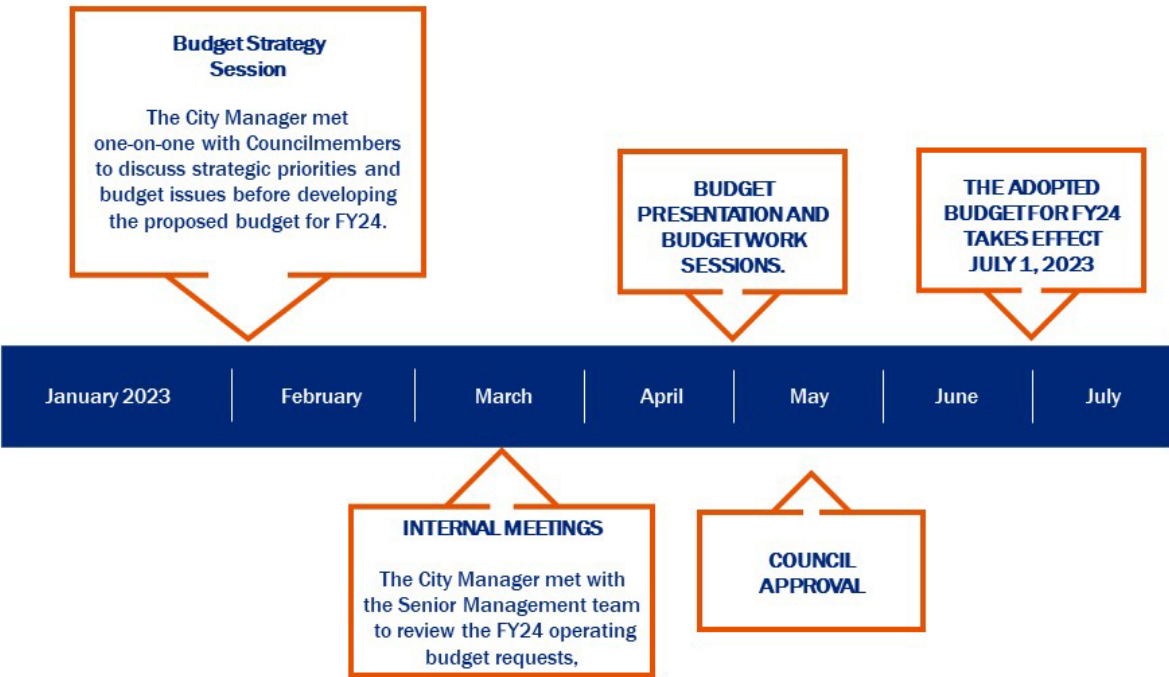 Budget Strategy
Session
The City Manager met
one-on-one with Councilmembers
to discuss strategic priorities and
budget issues before developing
the proposed budget for FY24.
BUDGET
PRESENTATION AND
BUDGET WORK
SESSIONS.
THE ADOPTED
BUDGET FOR FY24
TAKES EFFECT
JULY 1, 2023
January 2023
February
March
April
May
June
July
INTERNAL MEETINGS
The City Manager met with
the Senior Management team
to review the FY24 operating
budget requests,
COUNCIL
APPROVAL